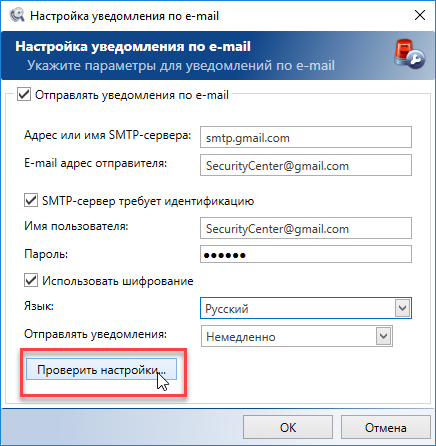 Настройка уведомления по e-mail
Настройка уведомления по e-mail
Укажите параметры для уведомлений по e-mail
Отправлять уведомления по e-mail
Адрес или имя SMTP-сервера: smtp.gmail.com
E-mail адрес отправителя: SecurityCenter@gmail.com
SMTP-сервер требует идентификацию
Имя пользователя: SecurityCenter@gmail.com
Пароль: ●●●●●●
Использовать шифрование
Язык: Русский
Отправлять уведомления: Немедленно
Проверить настройки...
OK Отмена